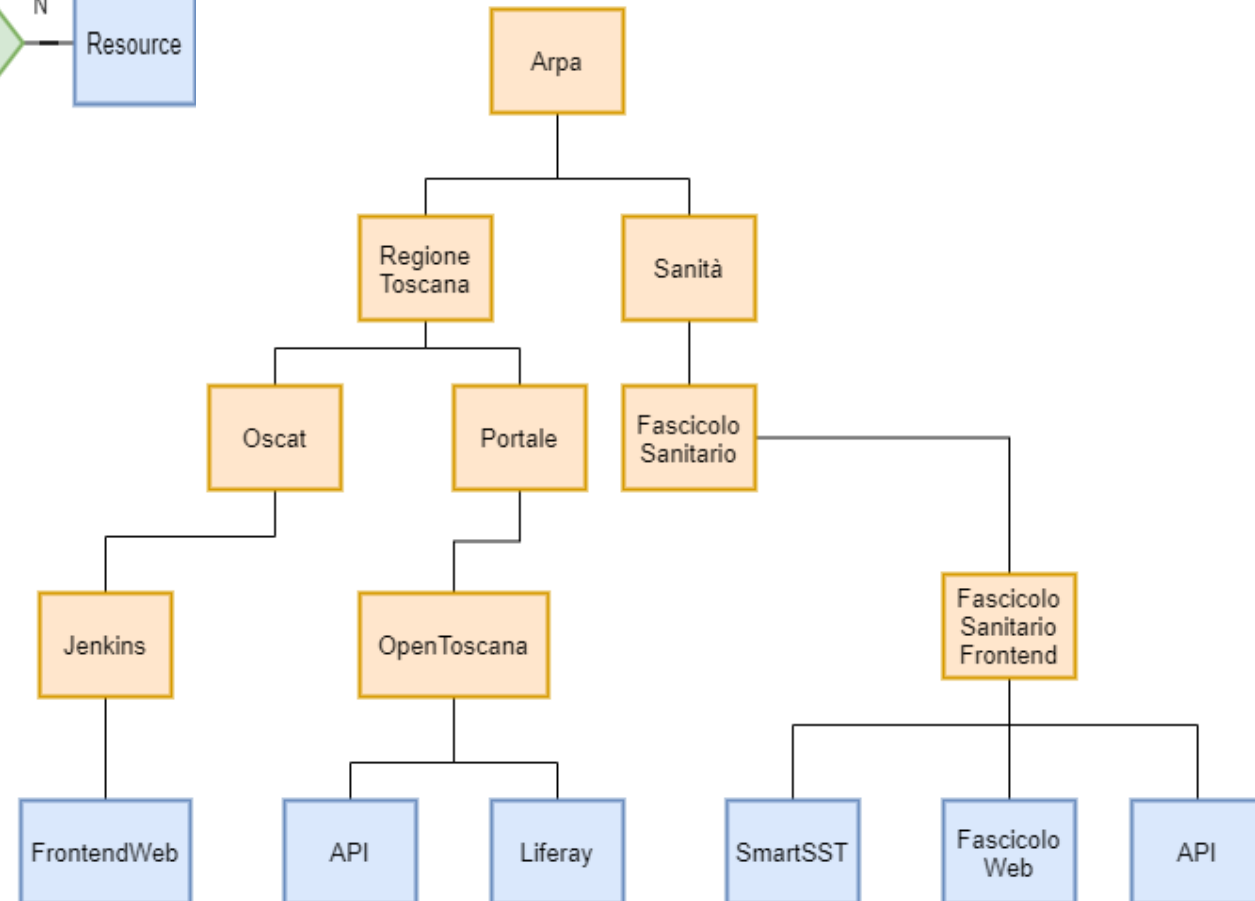 N
Resource
Arpa
Regione
Toscana
Sanità
Oscat
Portale
Fascicolo
Sanitario
Jenkins
OpenToscana
Fascicolo
Sanitario
Frontend
FrontendWeb
API
Liferay
SmartSST
Fascicolo
Web
API